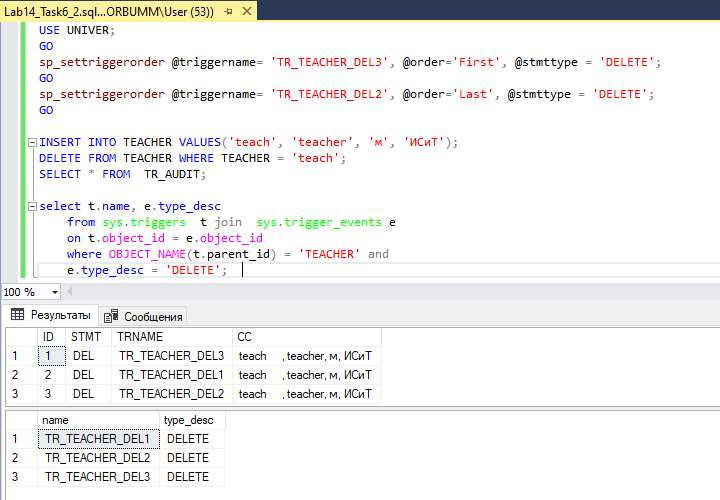 Lab14_Task6_2.sql...ORBUMM\User (53))
USE UNIVER;
GO
sp_settriggerorder @triggername= 'TR_TEACHER_DEL3', @order='First', @stmttype = 'DELETE';
GO
sp_settriggerorder @triggername= 'TR_TEACHER_DEL2', @order='Last', @stmttype = 'DELETE';
GO
INSERT INTO TEACHER VALUES('teach', 'teacher', 'м', 'ИСиТ');
DELETE FROM TEACHER WHERE TEACHER = 'teach';
SELECT * FROM  TR_AUDIT;
select t.name, e.type_desc
from sys.triggers  t join  sys.trigger_events e
on t.object_id = e.object_id
where OBJECT_NAME(t.parent_id) = 'TEACHER' and
e.type_desc = 'DELETE';
100 %
Результаты Сообщения
ID STMT TRNAME CC
1 1 DEL TR_TEACHER_DEL3 teach , teacher, м, ИСиТ
2 2 DEL TR_TEACHER_DEL1 teach , teacher, м, ИСиТ
3 3 DEL TR_TEACHER_DEL2 teach , teacher, м, ИСиТ
name type_desc
1 TR_TEACHER_DEL1 DELETE
2 TR_TEACHER_DEL2 DELETE
3 TR_TEACHER_DEL3 DELETE